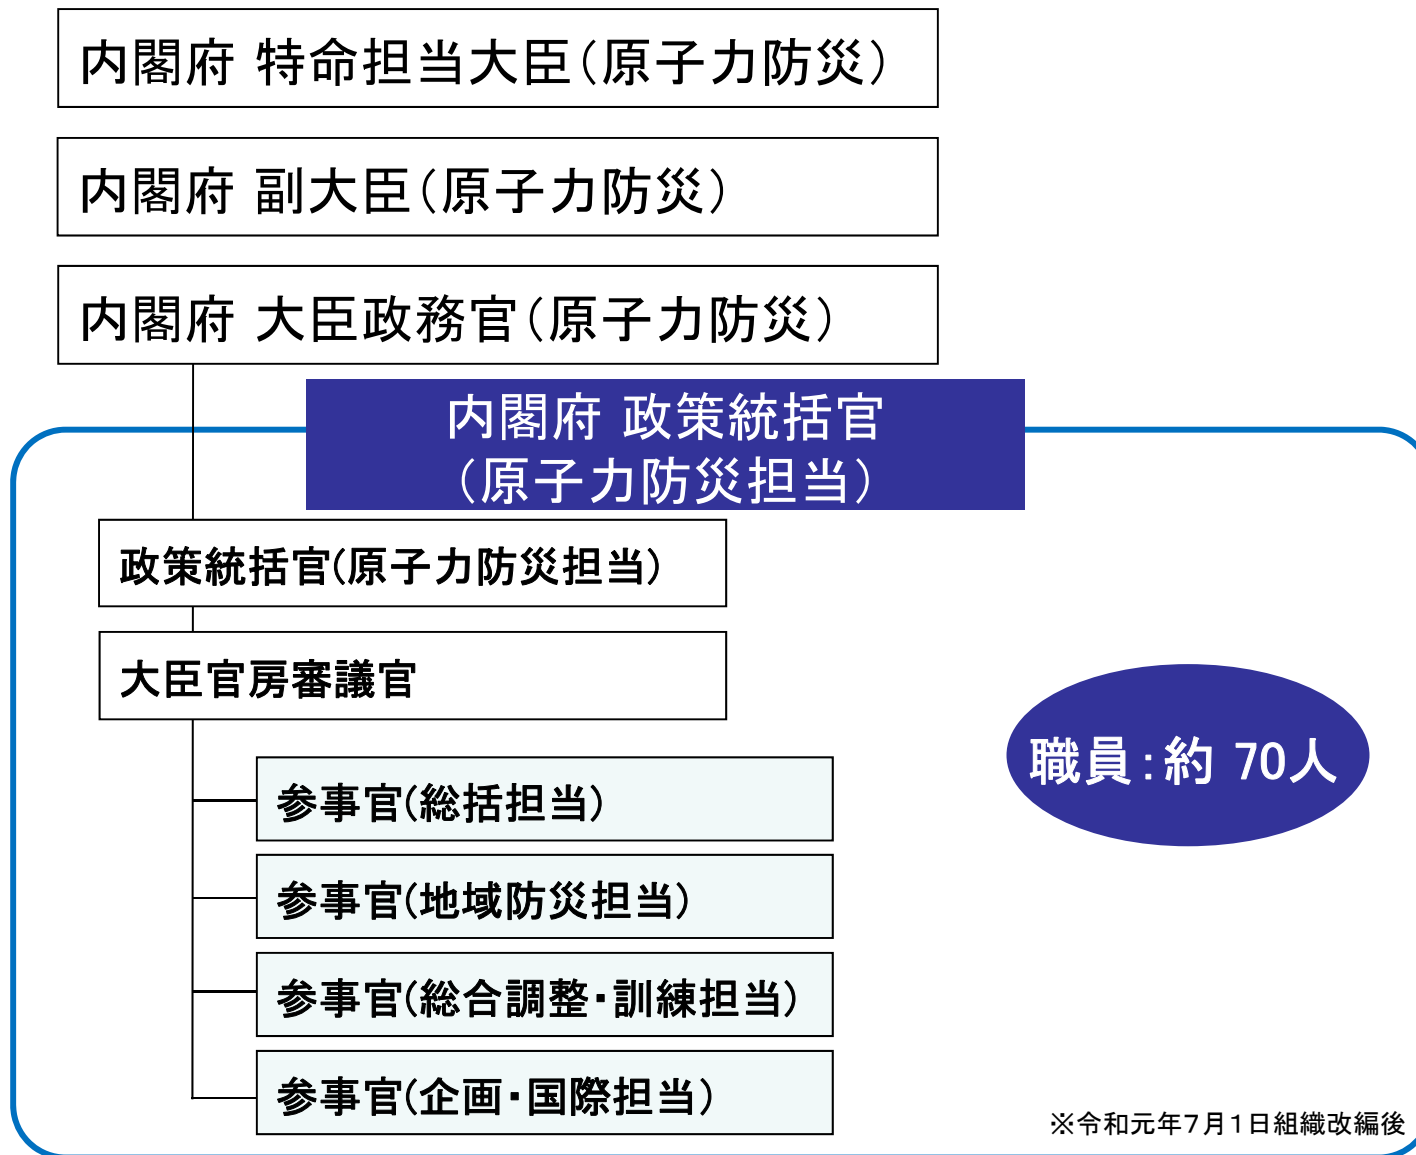 内閣府 特命担当大臣（原子力防災）
内閣府 副大臣（原子力防災）
内閣府 大臣政務官（原子力防災）
内閣府 政策統括官
（原子力防災担当）
政策統括官(原子力防災担当)
大臣官房審議官
参事官(総括担当)
参事官(地域防災担当)
参事官(総合調整・訓練担当)
参事官(企画・国際担当)
職員：約 70人
※令和元年７月１日組織改編後